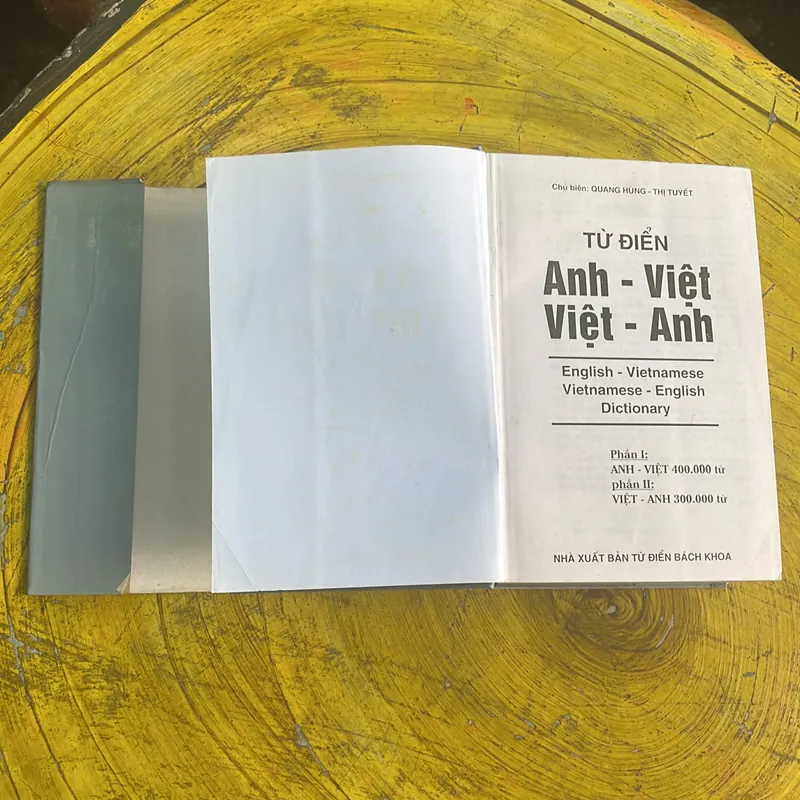 Chủ biên: QUANG HÙNG - THỊ TUYẾT
TỪ ĐIỂN
Anh - Việt
Việt - Anh
English - Vietnamese
Vietnamese - English
Dictionary
Phần I:
ANH - VIỆT 400.000 từ
phần II:
VIỆT - ANH 300.000 từ
NHÀ XUẤT BẢN TỪ ĐIỂN BÁCH KHOA